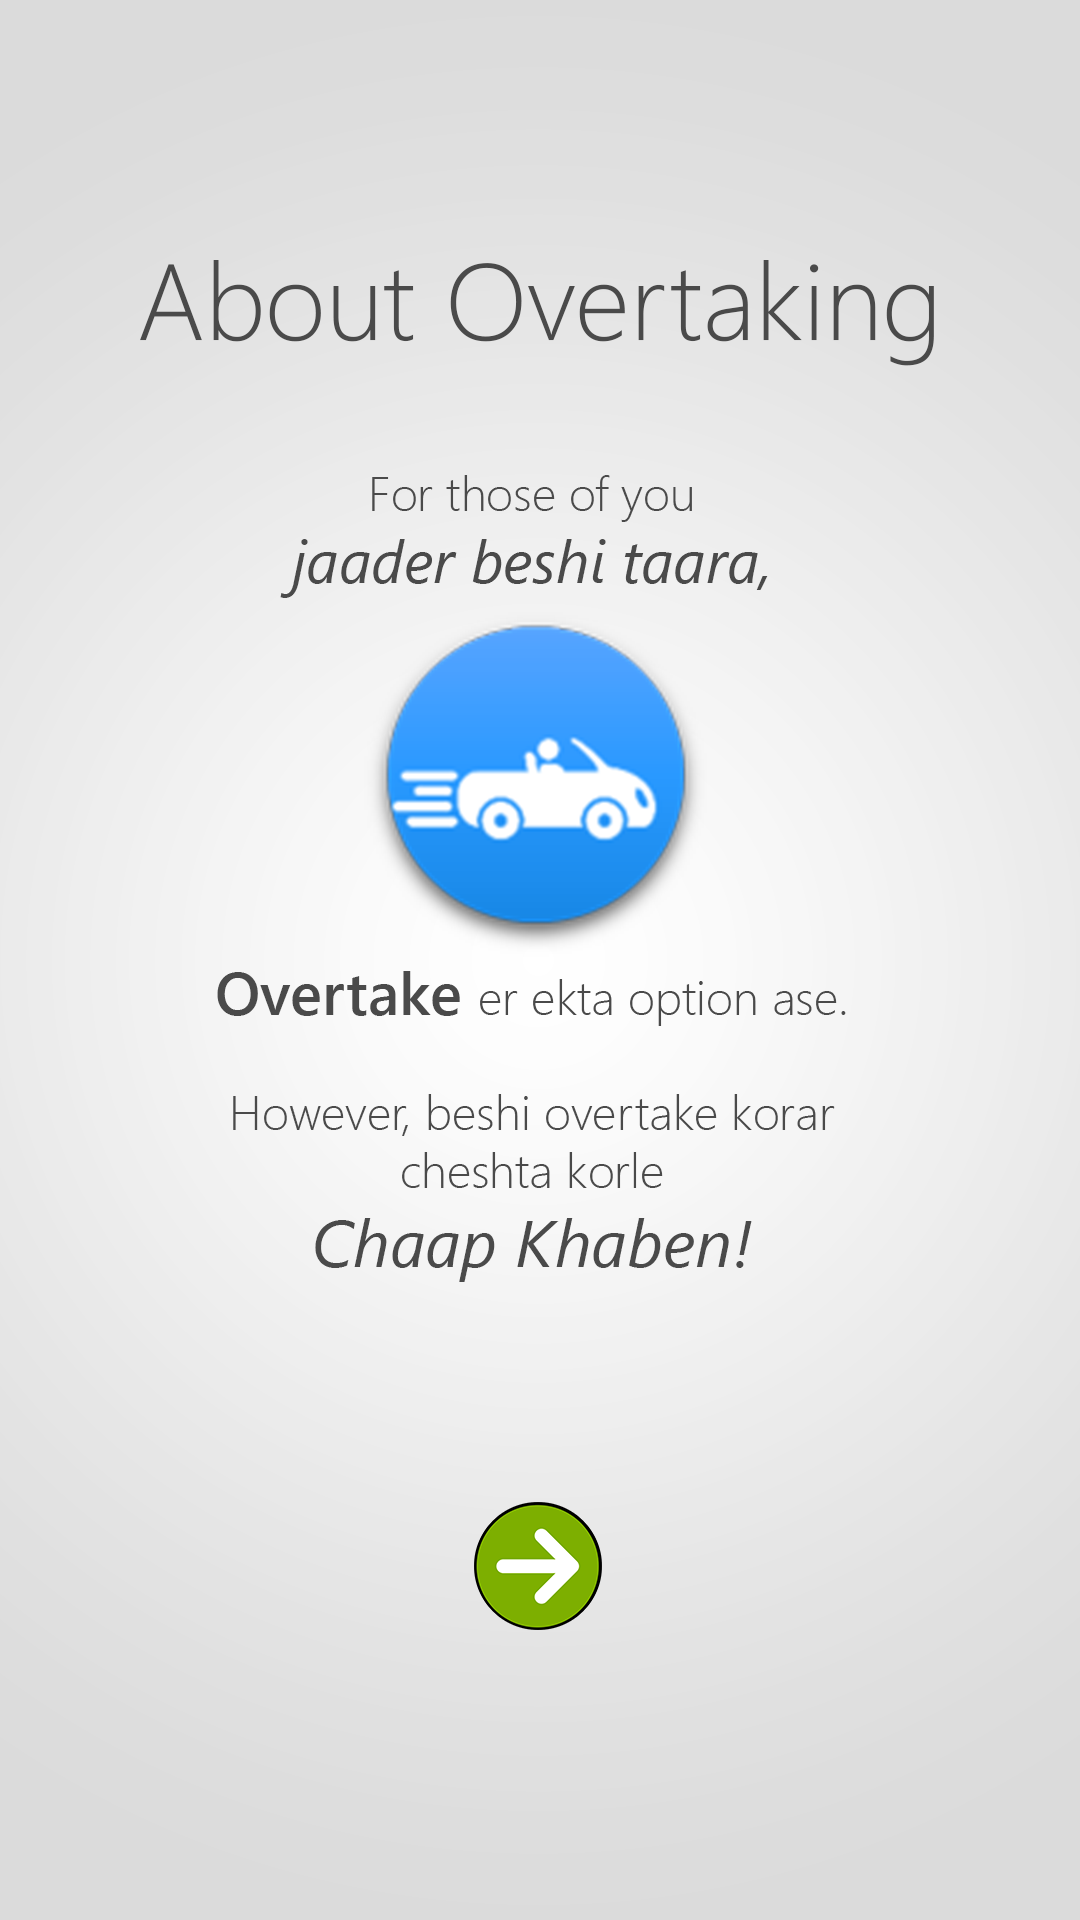 About Overtaking
For those of you
jaader beshi taara,
Overtake er ekta option ase.
However, beshi overtake korar
cheshta korle
Chaap Khaben!